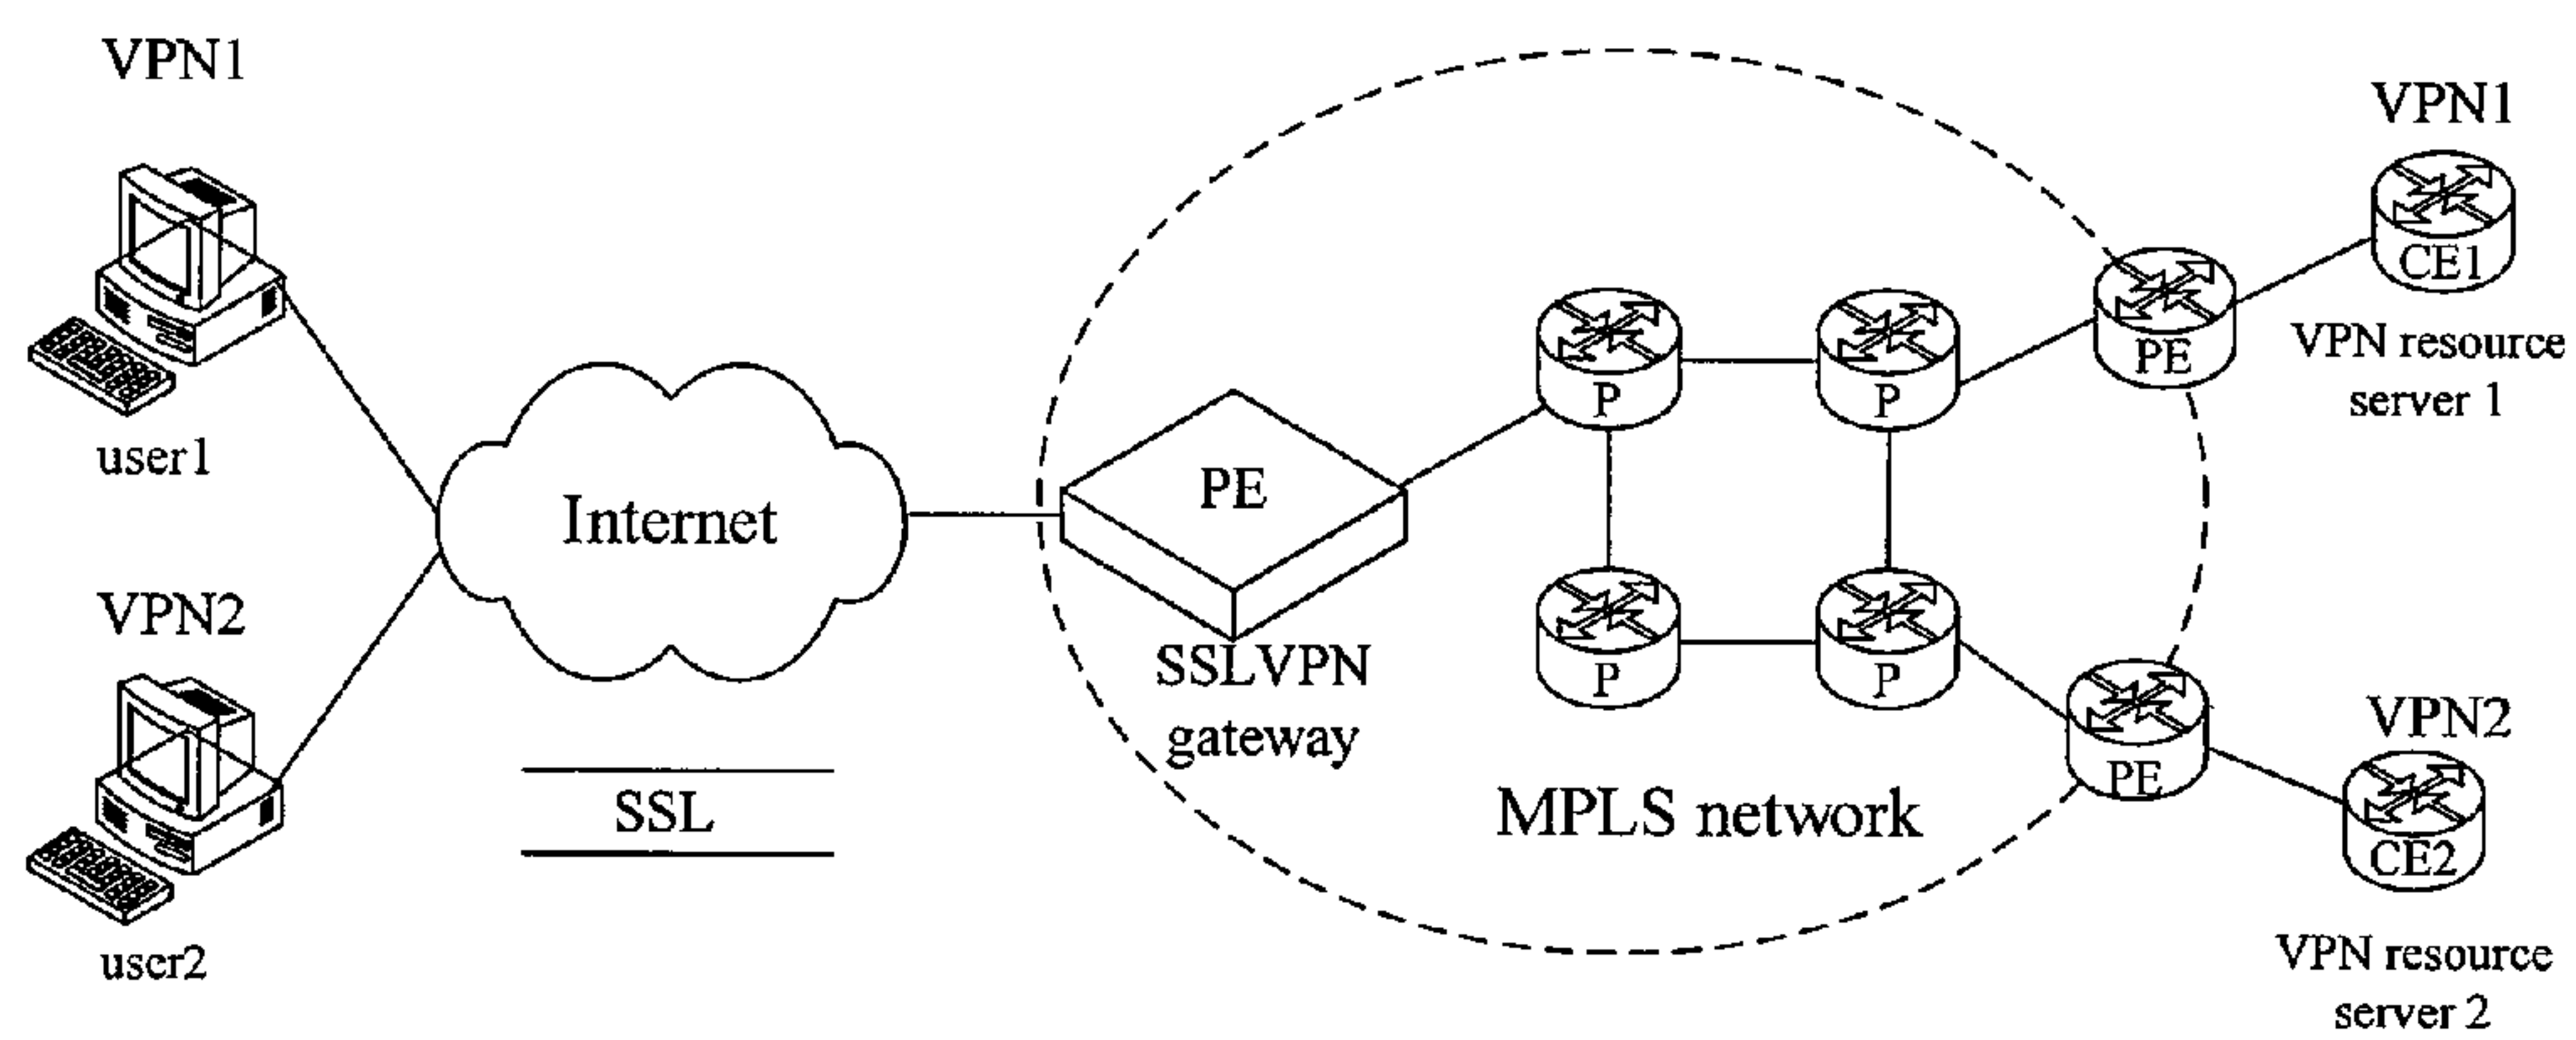 VPN1
user1
VPN2
user2
Internet
SSL
PE
SSLVPN
gateway
P
P
P
P
MPLS network
PE
PE
VPN1
CE1
VPN resource
server 1
VPN2
CE2
VPN resource
server 2